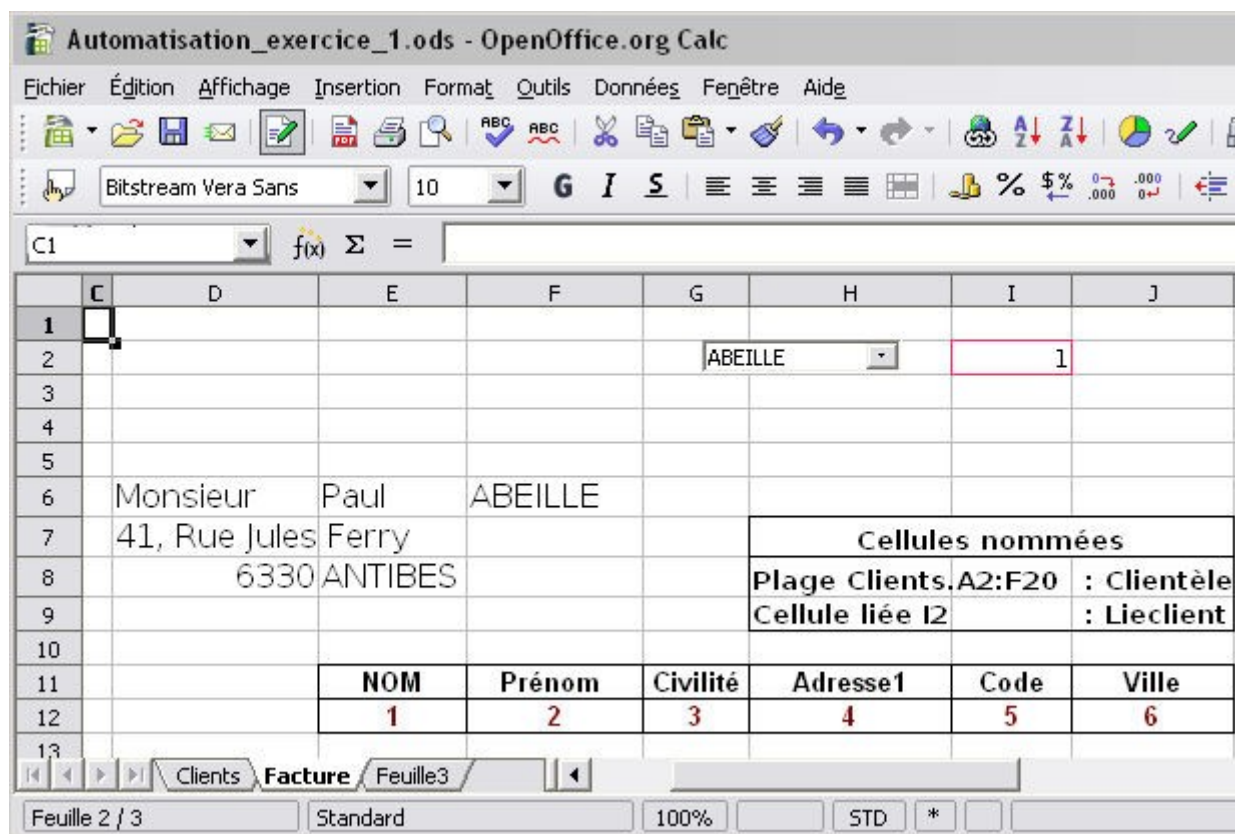 Automatisation_exercice_1.ods - OpenOffice.org Calc
Fichier Édition Affichage Insertion Format Outils Données Fenêtre Aide
Bitstream Vera Sans 10 G I S
C1 f(x) Σ =
C D E F G H I J
1
2 ABEILLE 1
3
4
5
6 Monsieur Paul ABEILLE
7 41, Rue Jules Ferry Cellules nommées
8 6330 ANTIBES Plage Clients.A2:F20 : Clientèle
9 Cellule liée I2 : Lieclient
10
11 NOM Prénom Civilité Adresse1 Code Ville
12 1 2 3 4 5 6
13
Clients Facture Feuille3
Feuille 2 / 3 Standard 100% STD *